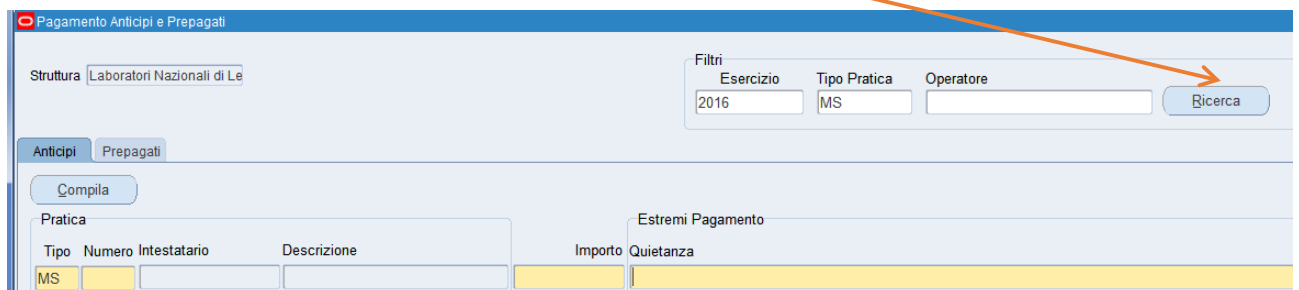 Pagamento Anticipi e Prepagati
Struttura Laboratori Nazionali di Le
Filtri
Esercizio Tipo Pratica Operatore
2016 MS Ricerca
Anticipi Prepagati
Compila
Pratica Estremi Pagamento
Tipo Numero Intestatario Descrizione Importo Quietanza
MS